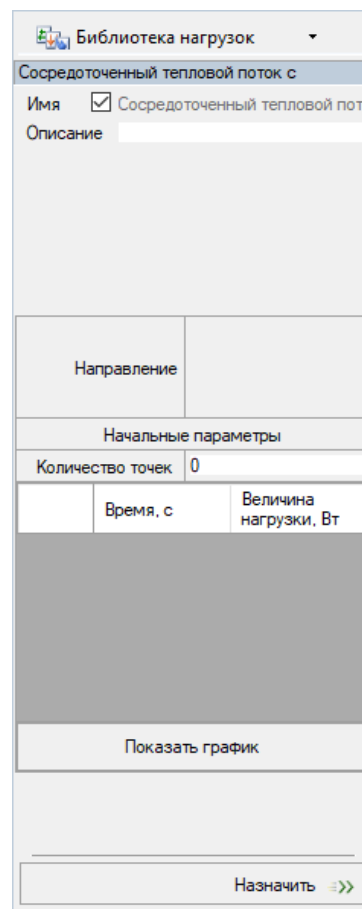 Библиотека нагрузок
Сосредоточенный тепловой поток с
Имя Сосредоточенный тепловой пот
Описание
Направление
Начальные параметры
Количество точек 0
Время, с Величина нагрузки, Вт
Показать график
Назначить